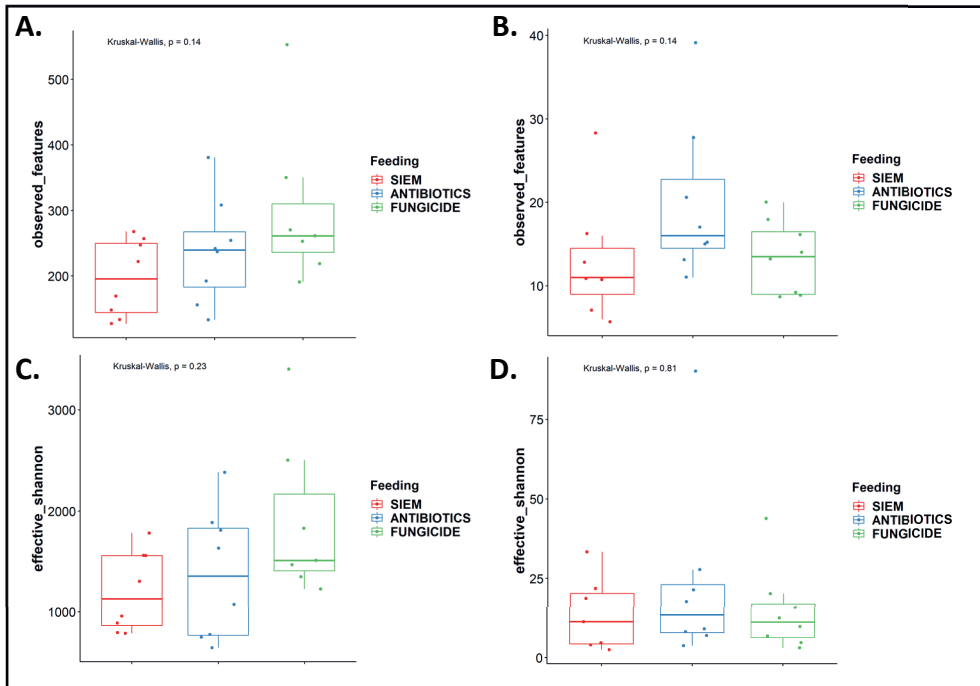 A.
Kruskal-Wallis, p = 0.14
500
400
300
200
observed_features
Feeding
SIEM
ANTIBIOTICS
FUNGICIDE
B.
Kruskal-Wallis, p = 0.14
40
30
20
10
observed_features
Feeding
SIEM
ANTIBIOTICS
FUNGICIDE
C.
Kruskal-Wallis, p = 0.23
3000
2000
1000
effective_shannon
Feeding
SIEM
ANTIBIOTICS
FUNGICIDE
D.
Kruskal-Wallis, p = 0.81
75
50
25
0
effective_shannon
Feeding
SIEM
ANTIBIOTICS
FUNGICIDE